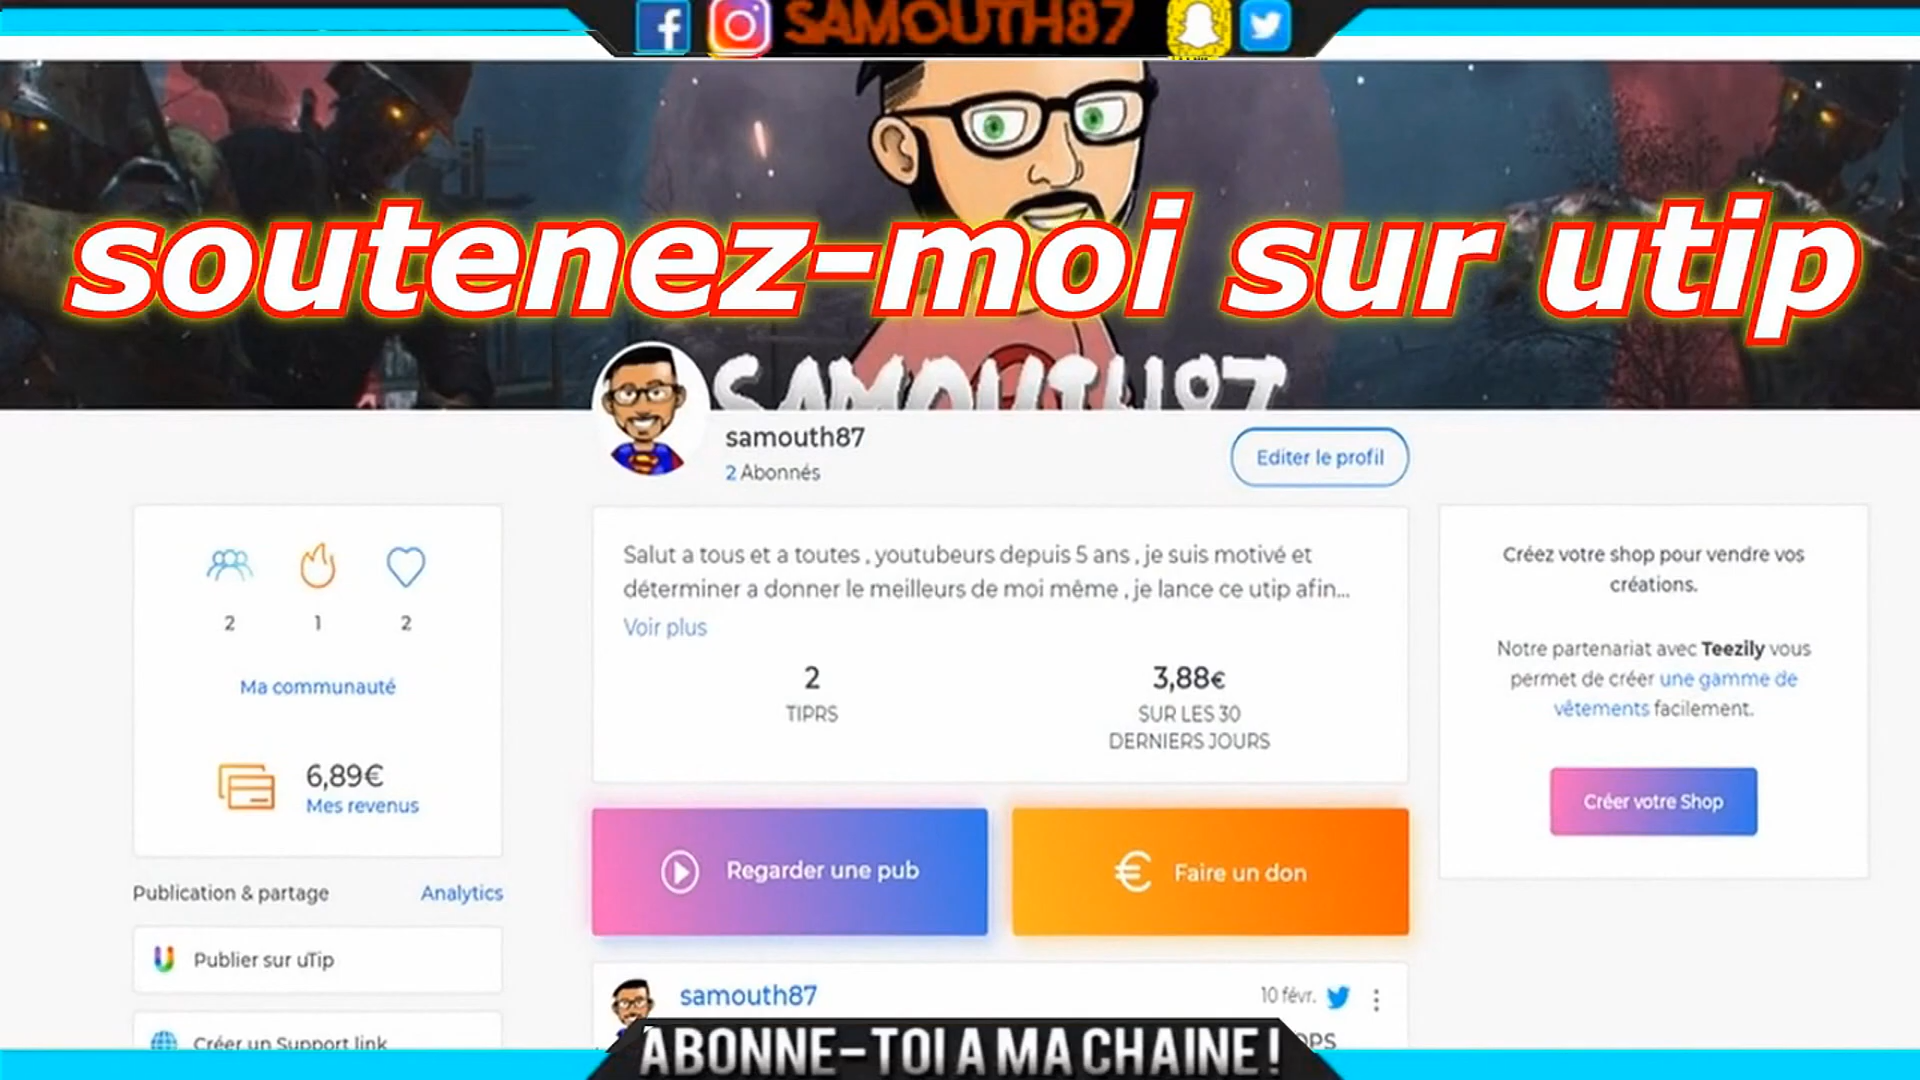 SAMOUTH87
soutenez-moi sur utip
SAMOUTH87
samouth87
2 Abonnés
Editer le profil
2
1
2
Ma communauté
6,89€
Mes revenus
Publication & partage
Analytics
Publier sur uTip
Créer un Support link
Salut a tous et a toutes , youtubeurs depuis 5 ans , je suis motivé et
déterminer a donner le meilleurs de moi même , je lance ce utip afin...
Voir plus
2
TIPRS
3,88€
SUR LES 30
DERNIERS JOURS
Regarder une pub
€ Faire un don
samouth87
10 févr.
Créez votre shop pour vendre vos
créations.
Notre partenariat avec Teezily vous
permet de créer une gamme de
vêtements facilement.
Créer votre Shop
ABONNE-TOI A MA CHAINE !